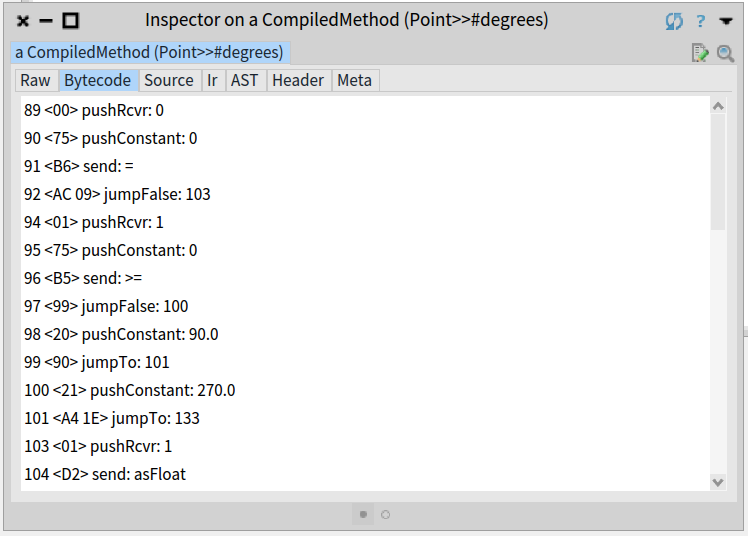 Inspector on a CompiledMethod (Point>>#degrees)
?
a CompiledMethod (Point>>#degrees)
Raw Bytecode Source Ir AST Header Meta
89 <00> pushRcvr: 0
90 <75> pushConstant: 0
91 <B6> send: =
92 <AC 09> jumpFalse: 103
94 <01> pushRcvr: 1
95 <75> pushConstant: 0
96 <B5> send: >=
97 <99> jumpFalse: 100
98 <20> pushConstant: 90.0
99 <90> jumpTo: 101
100 <21> pushConstant: 270.0
101 <A4 1E> jumpTo: 133
103 <01> pushRcvr: 1
104 <D2> send: asFloat